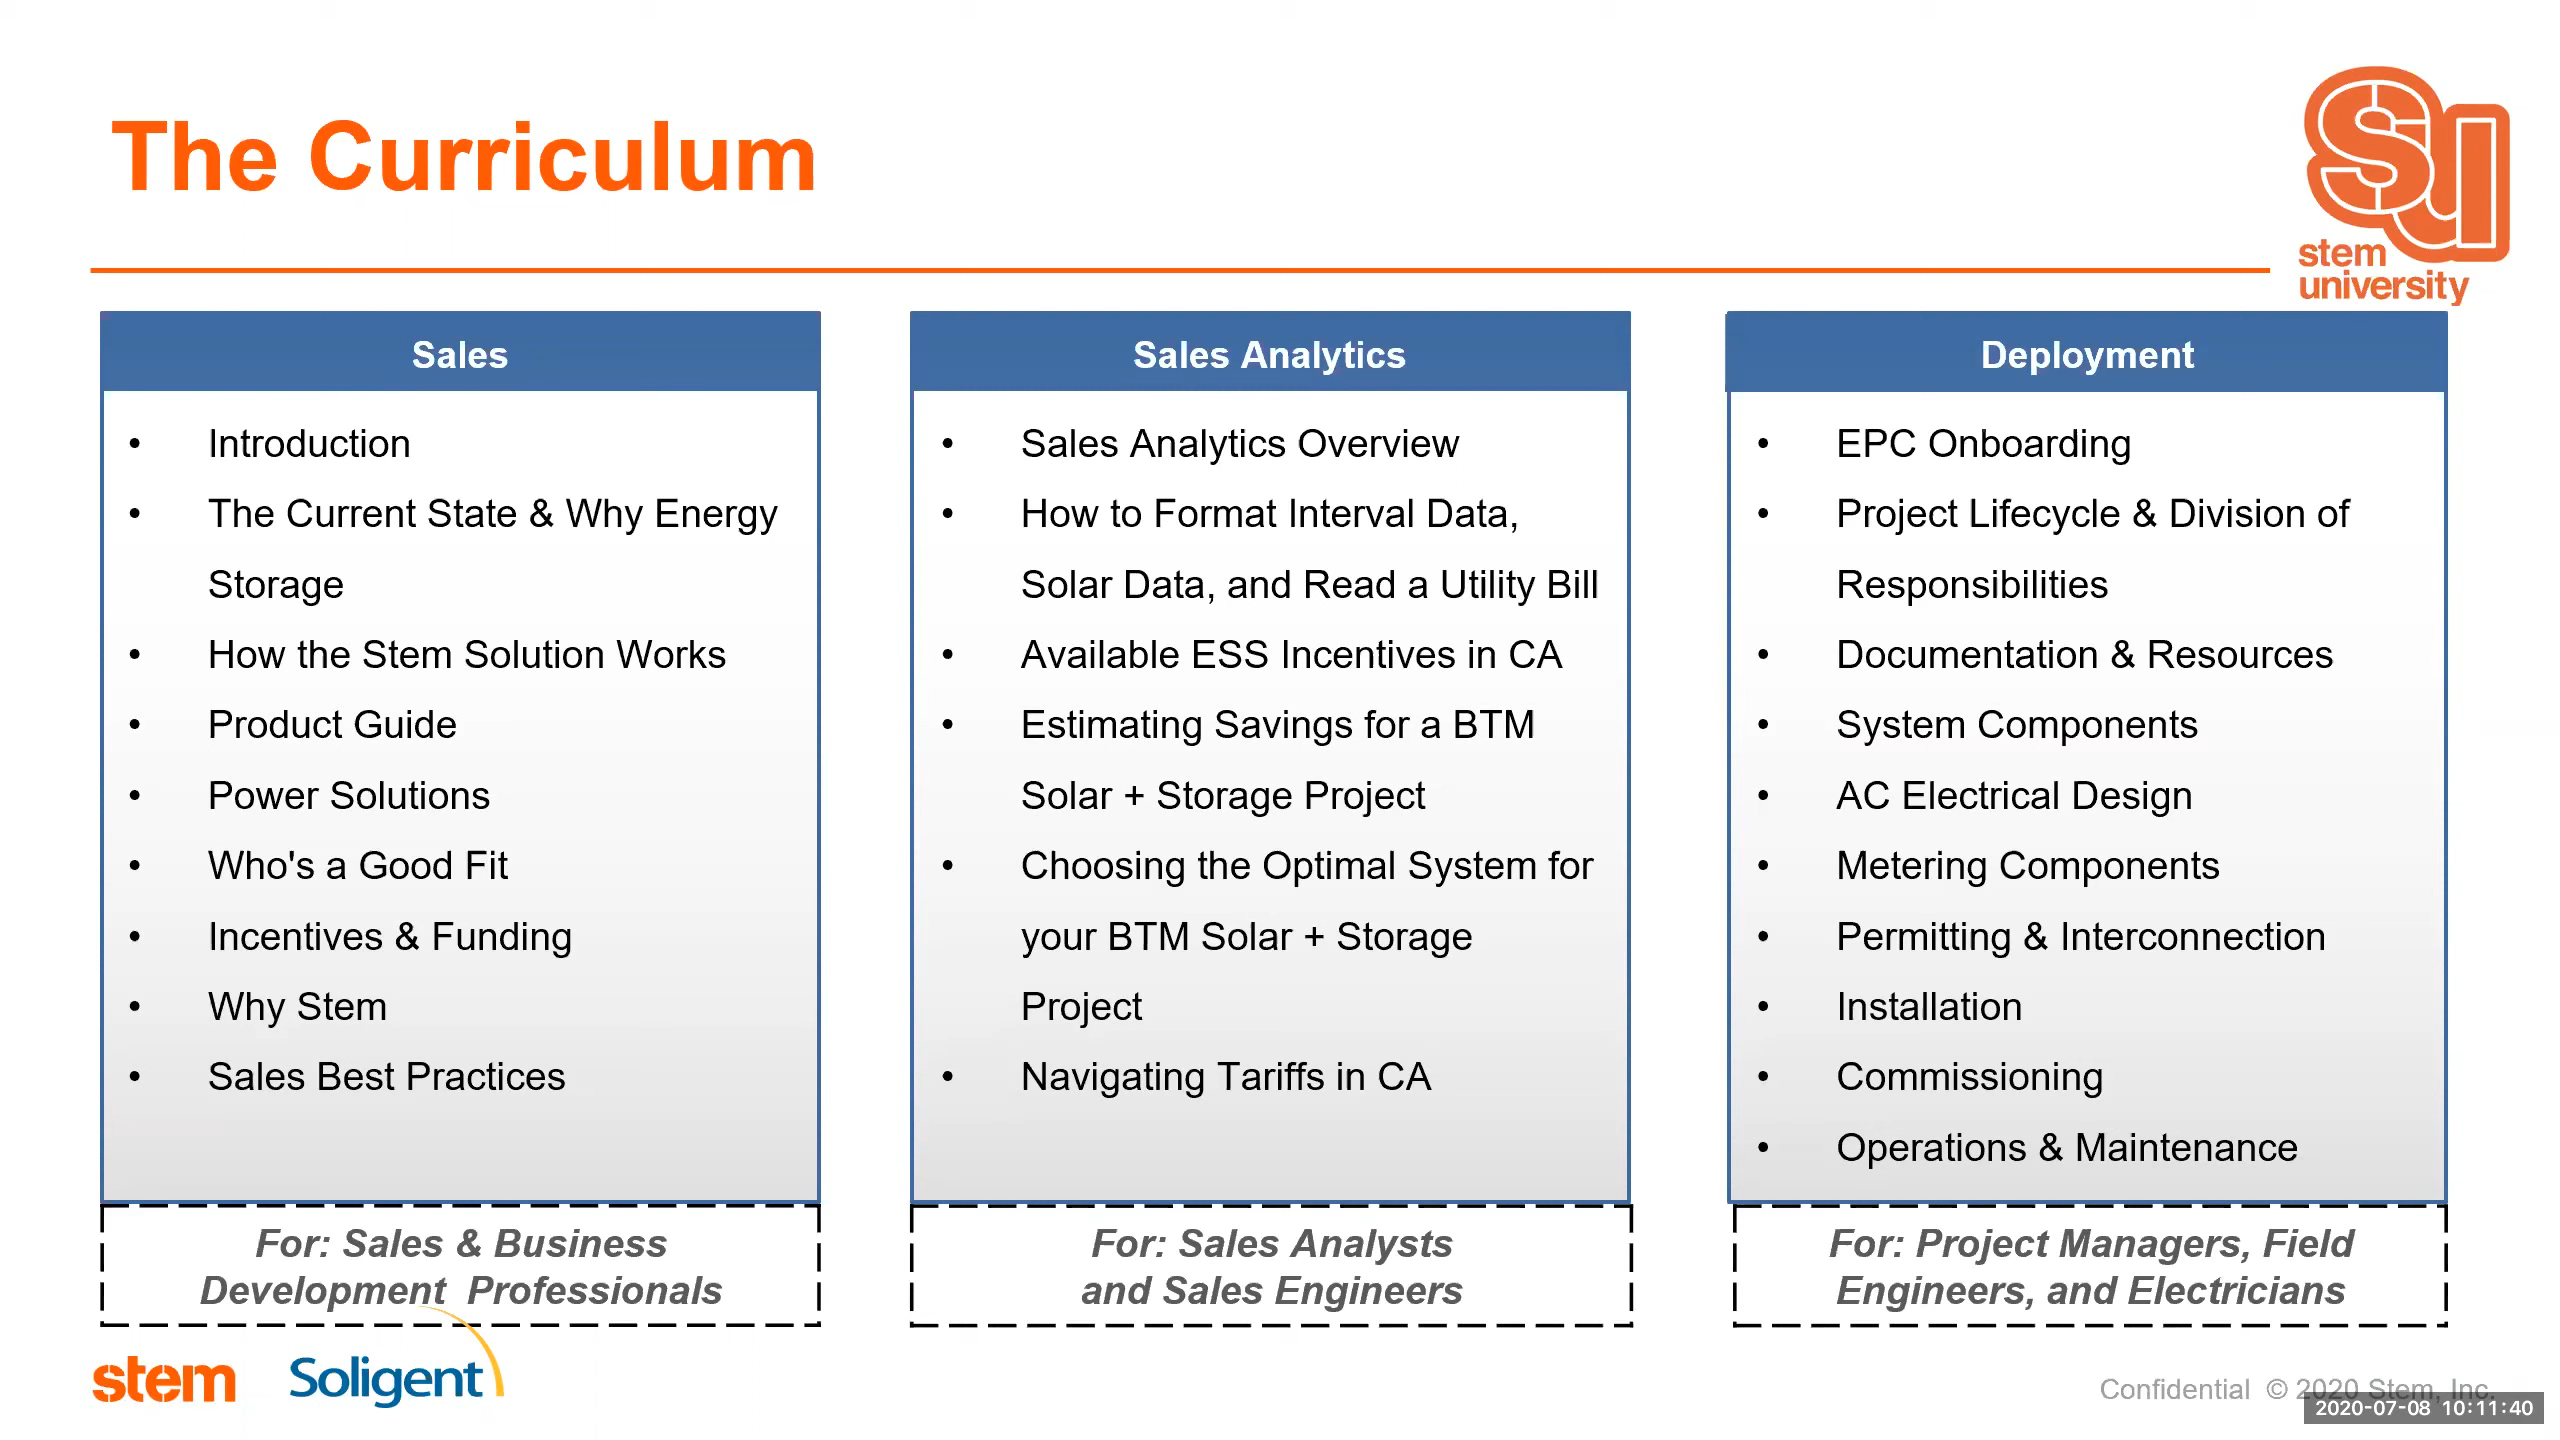 The Curriculum
SU
stem
university
Sales
• Introduction
• The Current State & Why Energy
Storage
• How the Stem Solution Works
• Product Guide
• Power Solutions
• Who's a Good Fit
• Incentives & Funding
• Why Stem
• Sales Best Practices
For: Sales & Business
Development Professionals
Sales Analytics
• Sales Analytics Overview
• How to Format Interval Data,
Solar Data, and Read a Utility Bill
• Available ESS Incentives in CA
• Estimating Savings for a BTM
Solar + Storage Project
• Choosing the Optimal System for
your BTM Solar + Storage
Project
• Navigating Tariffs in CA
For: Sales Analysts
and Sales Engineers
Deployment
• EPC Onboarding
• Project Lifecycle & Division of
Responsibilities
• Documentation & Resources
• System Components
• AC Electrical Design
• Metering Components
• Permitting & Interconnection
• Installation
• Commissioning
• Operations & Maintenance
For: Project Managers, Field
Engineers, and Electricians
stem
Soligent
Confidential © 2020 Stem, Inc.
2020-07-08 10:11:40